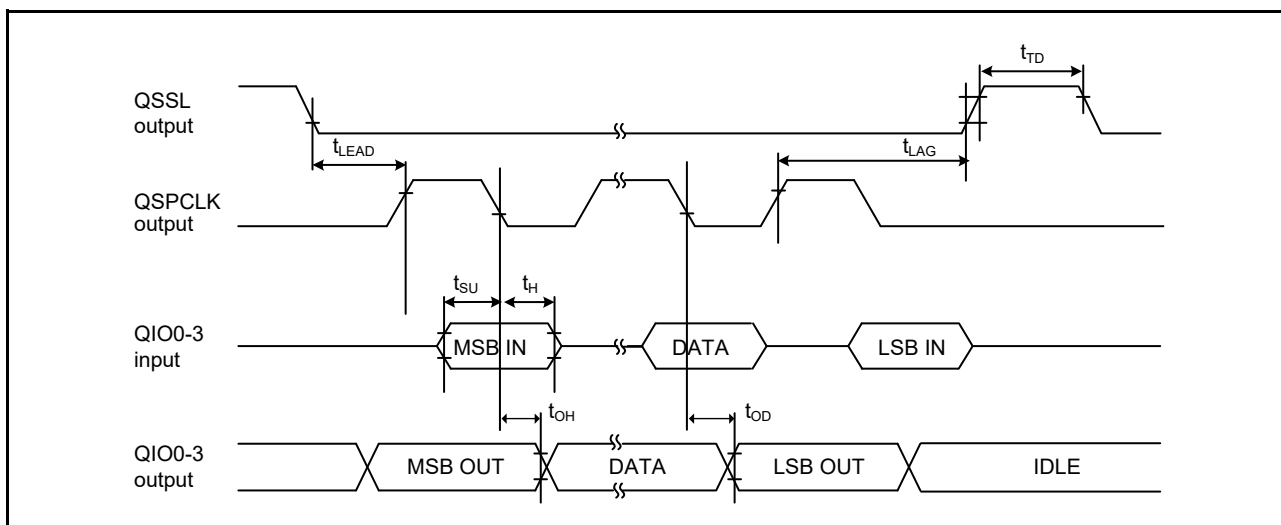 tTD
QSSL
output
tLEAD
tLAG
QSPCLK
output
tSU
tH
QIO0-3
input
MSB IN
DATA
LSB IN
tOH
tOD
QIO0-3
output
MSB OUT
DATA
LSB OUT
IDLE